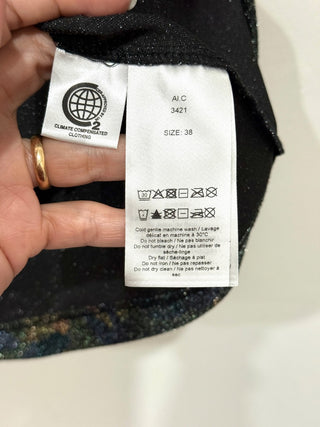 CO2
CLIMATE COMPENSATED
CLOTHING
AI.C
3421
SIZE: 38
30
Cold gentle machine wash / Lavage
délicat en machine à 30°C
Do not bleach / Ne pas blanchir
Do not tumble dry / Ne pas utiliser de
sèche-linge
Dry flat / Séchage à plat
Do not iron / Ne pas repasser
Do not dry clean / Ne pas nettoyer à
sec